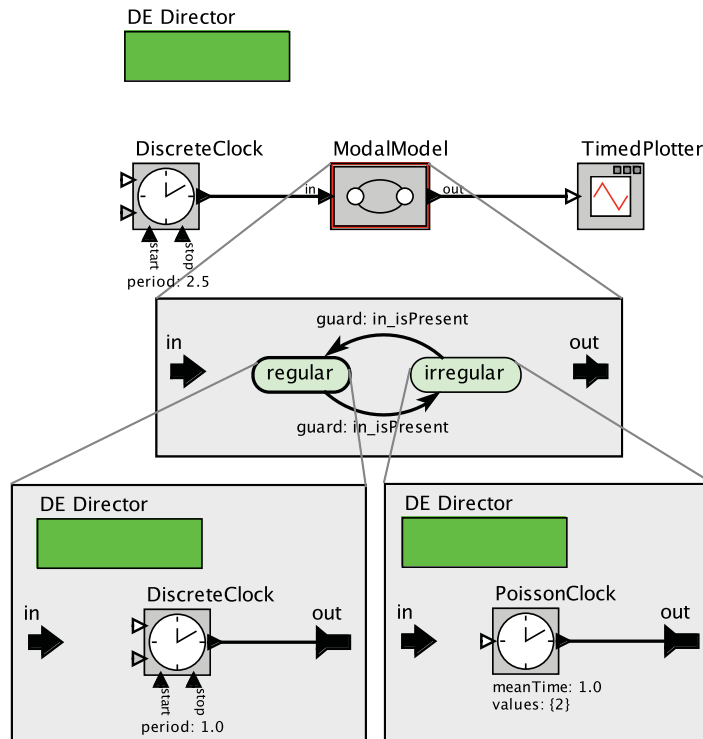 DE Director
DiscreteClock
ModalModel
TimedPlotter
in
out
start
stop
period: 2.5
guard: in_isPresent
in
out
regular
irregular
guard: in_isPresent
DE Director
DE Director
DiscreteClock
PoissonClock
in
out
in
out
start
stop
meanTime: 1.0
values: {2}
period: 1.0